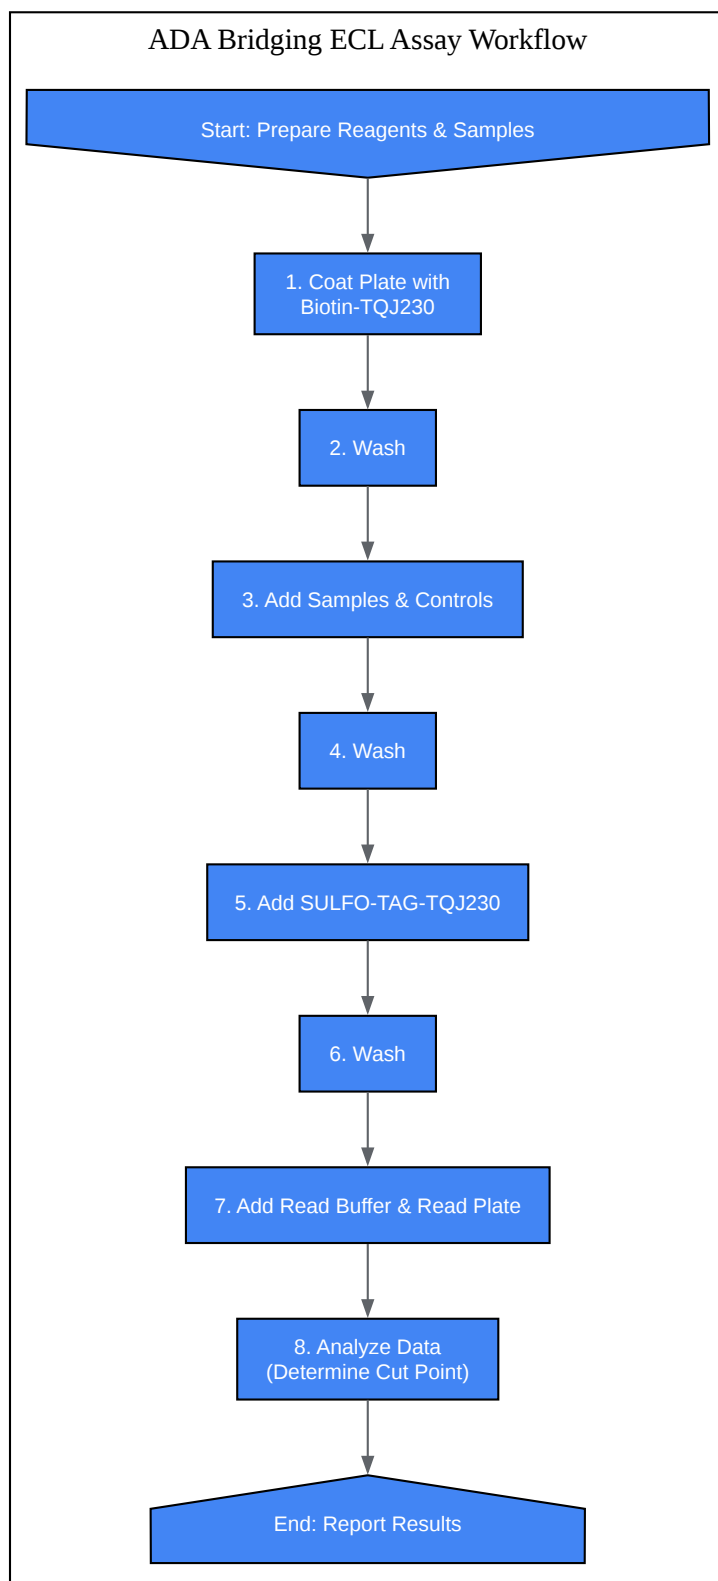 ADA Bridging ECL Assay Workflow
Start: Prepare Reagents & Samples
1. Coat Plate with
Biotin-TQJ230
2. Wash
3. Add Samples & Controls
4. Wash
5. Add SULFO-TAG-TQJ230
6. Wash
7. Add Read Buffer & Read Plate
8. Analyze Data
(Determine Cut Point)
End: Report Results